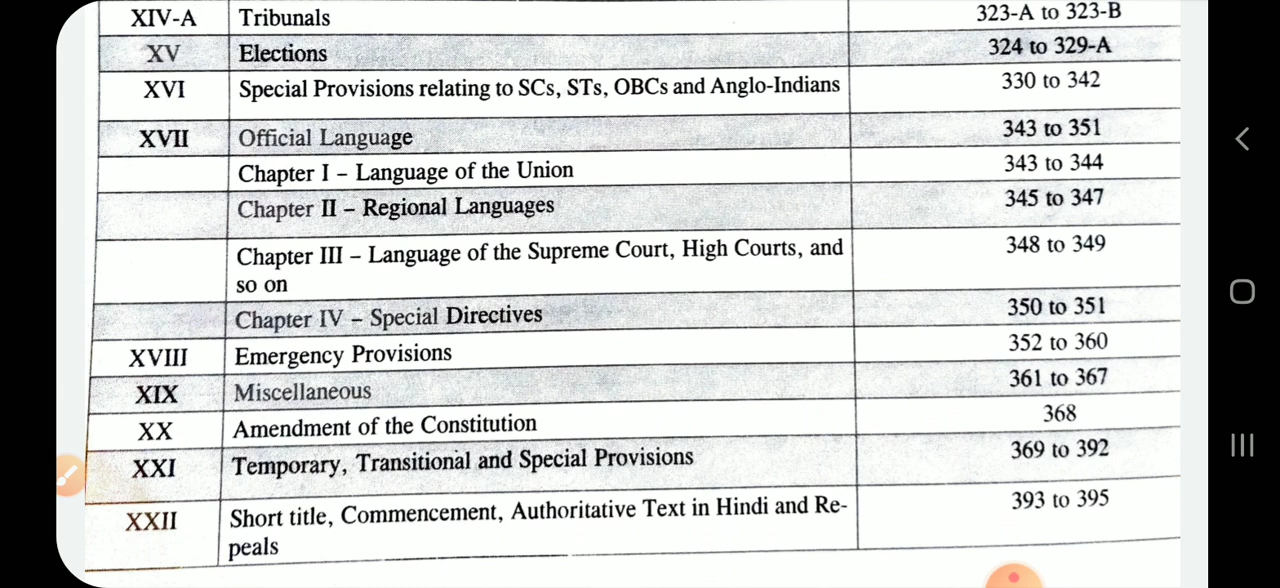 XIV-A Tribunals 323-A to 323-B
XV Elections 324 to 329-A
XVI Special Provisions relating to SCs, STs, OBCs and Anglo-Indians 330 to 342
XVII Official Language 343 to 351
Chapter I – Language of the Union 343 to 344
Chapter II – Regional Languages 345 to 347
Chapter III – Language of the Supreme Court, High Courts, and 348 to 349
so on
Chapter IV – Special Directives 350 to 351
XVIII Emergency Provisions 352 to 360
XIX Miscellaneous 361 to 367
XX Amendment of the Constitution 368
XXI Temporary, Transitional and Special Provisions 369 to 392
XXII Short title, Commencement, Authoritative Text in Hindi and Re- 393 to 395
peals